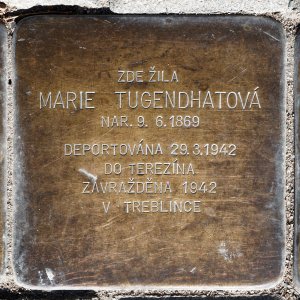 ZDE ŽILA
MARIE TUGENDHATOVÁ
NAR. 9. 6. 1869
DEPORTOVÁNA 29.3.1942
DO TEREZÍNA
ZAVRAŽDĚNA 1942
V TREBLINCE